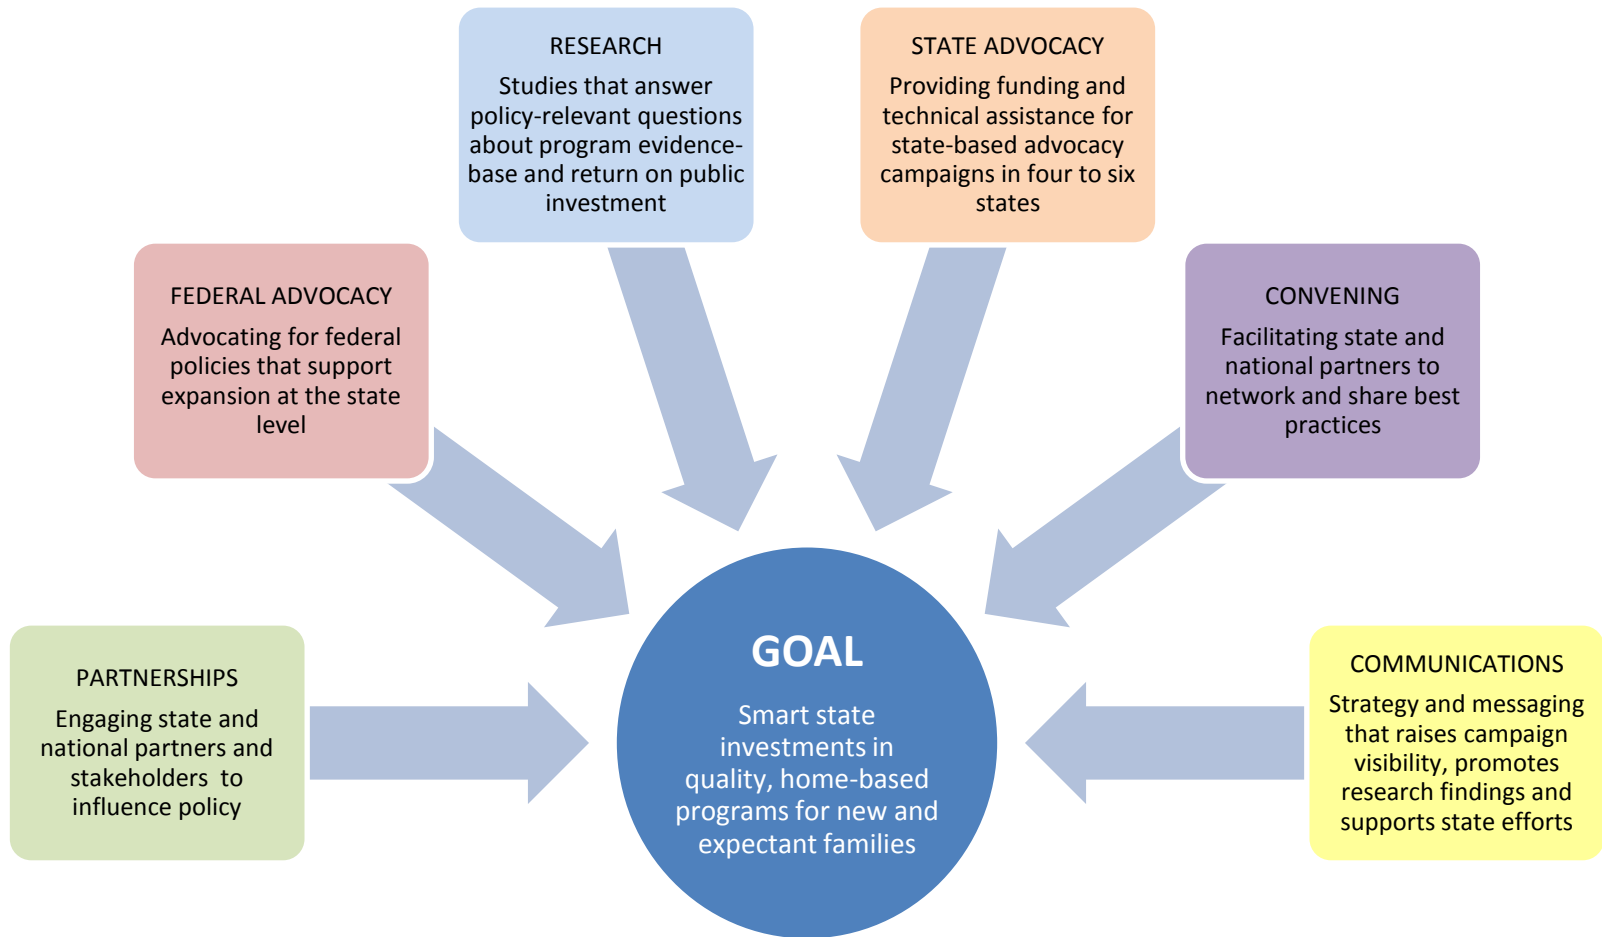 RESEARCH
Studies that answer
policy-relevant questions
about program evidence-
base and return on public
investment
STATE ADVOCACY
Providing funding and
technical assistance for
state-based advocacy
campaigns in four to six
states
FEDERAL ADVOCACY
Advocating for federal
policies that support
expansion at the state
level
CONVENING
Facilitating state and
national partners to
network and share best
practices
PARTNERSHIPS
Engaging state and
national partners and
stakeholders to
influence policy
GOAL
Smart state
investments in
quality, home-based
programs for new and
expectant families
COMMUNICATIONS
Strategy and messaging
that raises campaign
visibility, promotes
research findings and
supports state efforts